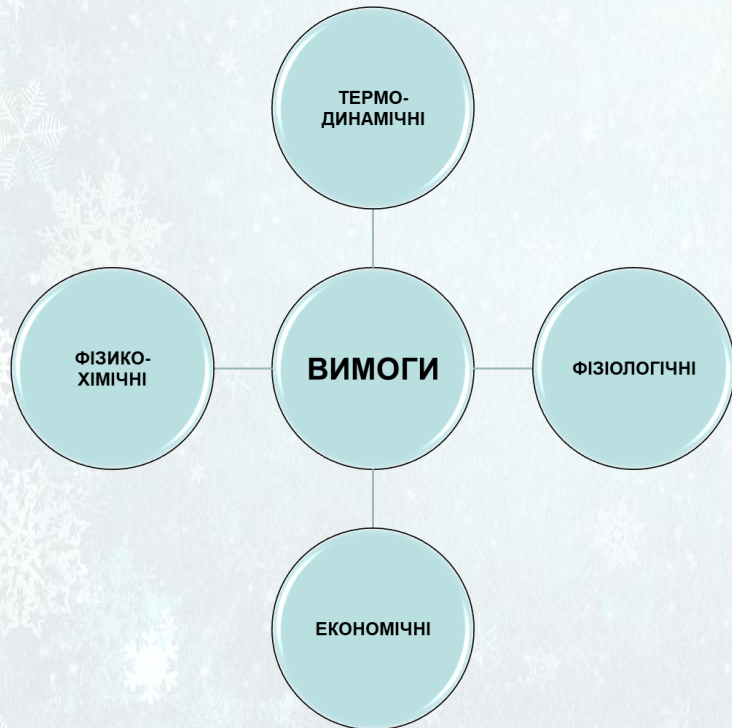 ТЕРМО-
ДИНАМІЧНІ
ФІЗИКО-
ХІМІЧНІ
ВИМОГИ
ФІЗІОЛОГІЧНІ
ЕКОНОМІЧНІ